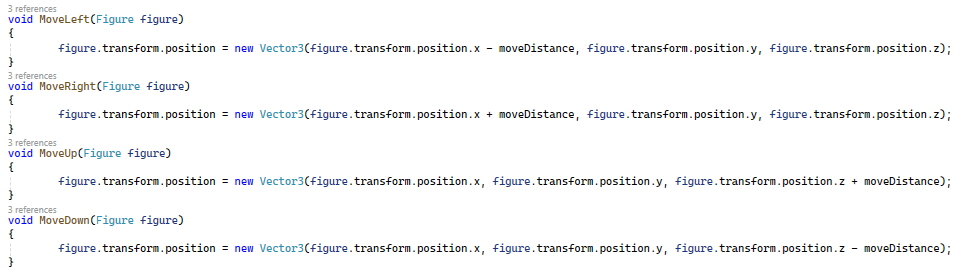 3 references
void MoveLeft(Figure figure)
{
figure.transform.position = new Vector3(figure.transform.position.x - moveDistance, figure.transform.position.y, figure.transform.position.z);
}
3 references
void MoveRight(Figure figure)
{
figure.transform.position = new Vector3(figure.transform.position.x + moveDistance, figure.transform.position.y, figure.transform.position.z);
}
3 references
void MoveUp(Figure figure)
{
figure.transform.position = new Vector3(figure.transform.position.x, figure.transform.position.y, figure.transform.position.z + moveDistance);
}
3 references
void MoveDown(Figure figure)
{
figure.transform.position = new Vector3(figure.transform.position.x, figure.transform.position.y, figure.transform.position.z - moveDistance);
}